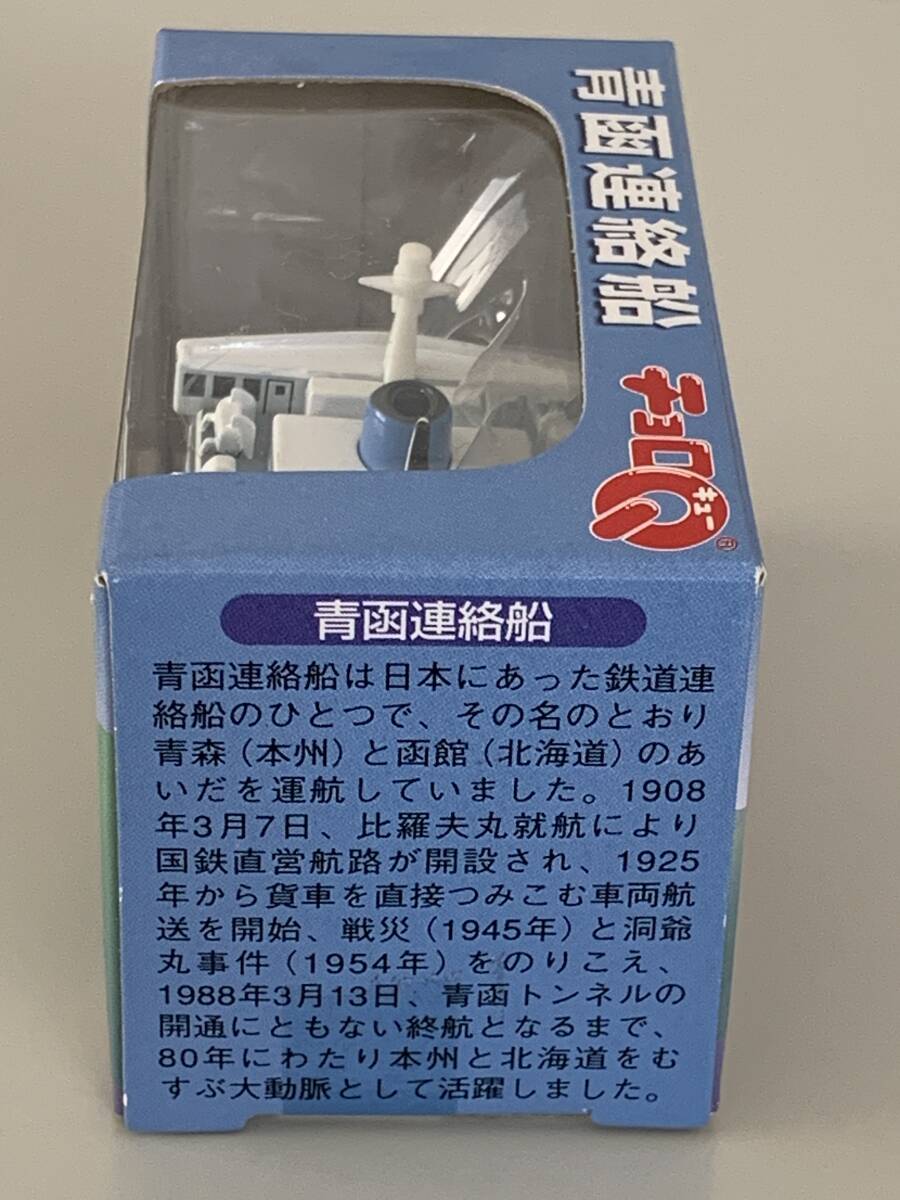 青函連絡船
チョロQ
キュー
®
青函連絡船
青函連絡船は日本にあった鉄道連
絡船のひとつで、その名のとおり
青森（本州）と函館（北海道）のあ
いだを運航していました。1908
年3月7日、比羅夫丸就航により
国鉄直営航路が開設され、1925
年から貨車を直接つみこむ車両航
送を開始、戦災（1945年）と洞爺
丸事件（1954年）をのりこえ、
1988年3月13日、青函トンネルの
開通にともない終航となるまで、
80年にわたり本州と北海道をむ
すぶ大動脈として活躍しました。